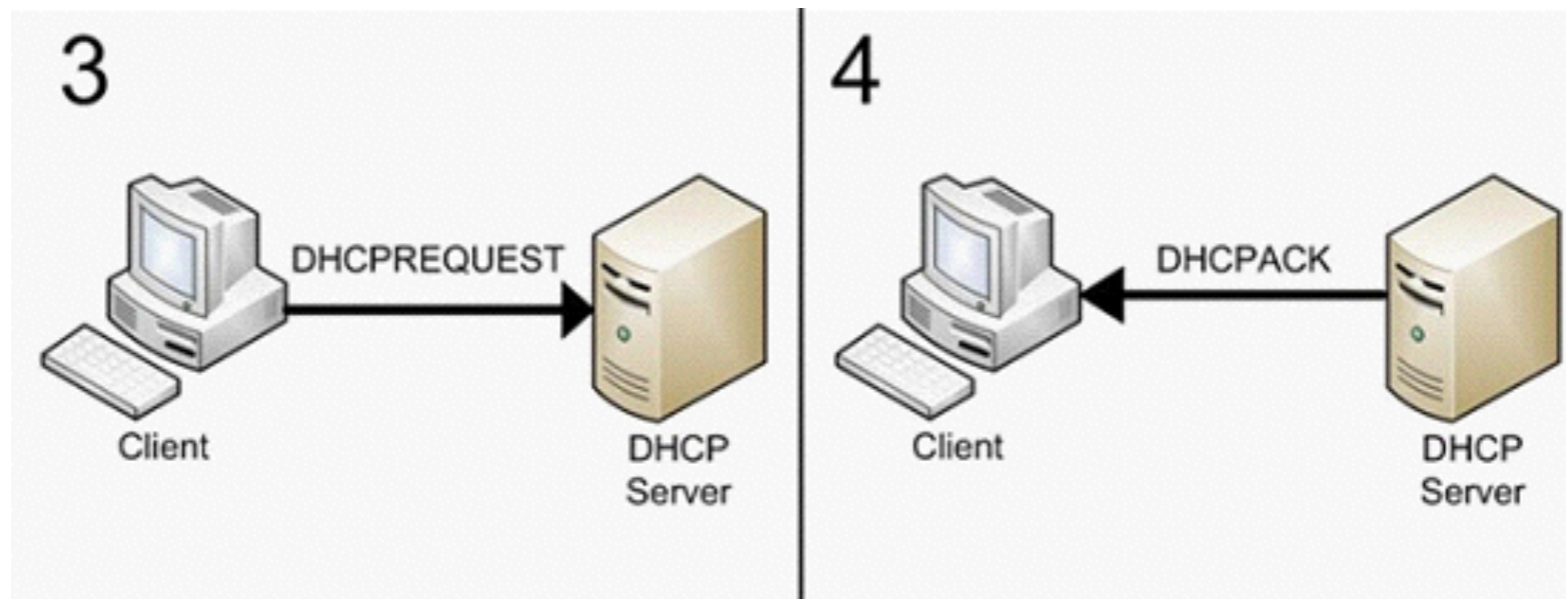 3
DHCPREQUEST
Client
DHCP
Server
4
DHCPACK
Client
DHCP
Server